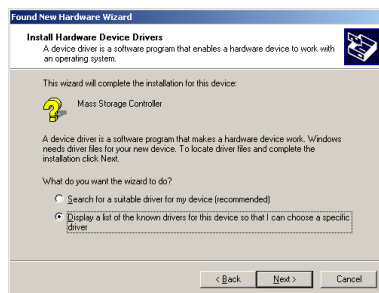 Found New Hardware Wizard
Install Hardware Device Drivers
A device driver is a software program that enables a hardware device to work with
an operating system.
This wizard will complete the installation for this device:
Mass Storage Controller
A device driver is a software program that makes a hardware device work. Windows
needs driver files for your new device. To locate driver files and complete the
installation click Next.
What do you want the wizard to do?
Search for a suitable driver for my device (recommended)
Display a list of the known drivers for this device so that I can choose a specific
driver
< Back Next > Cancel